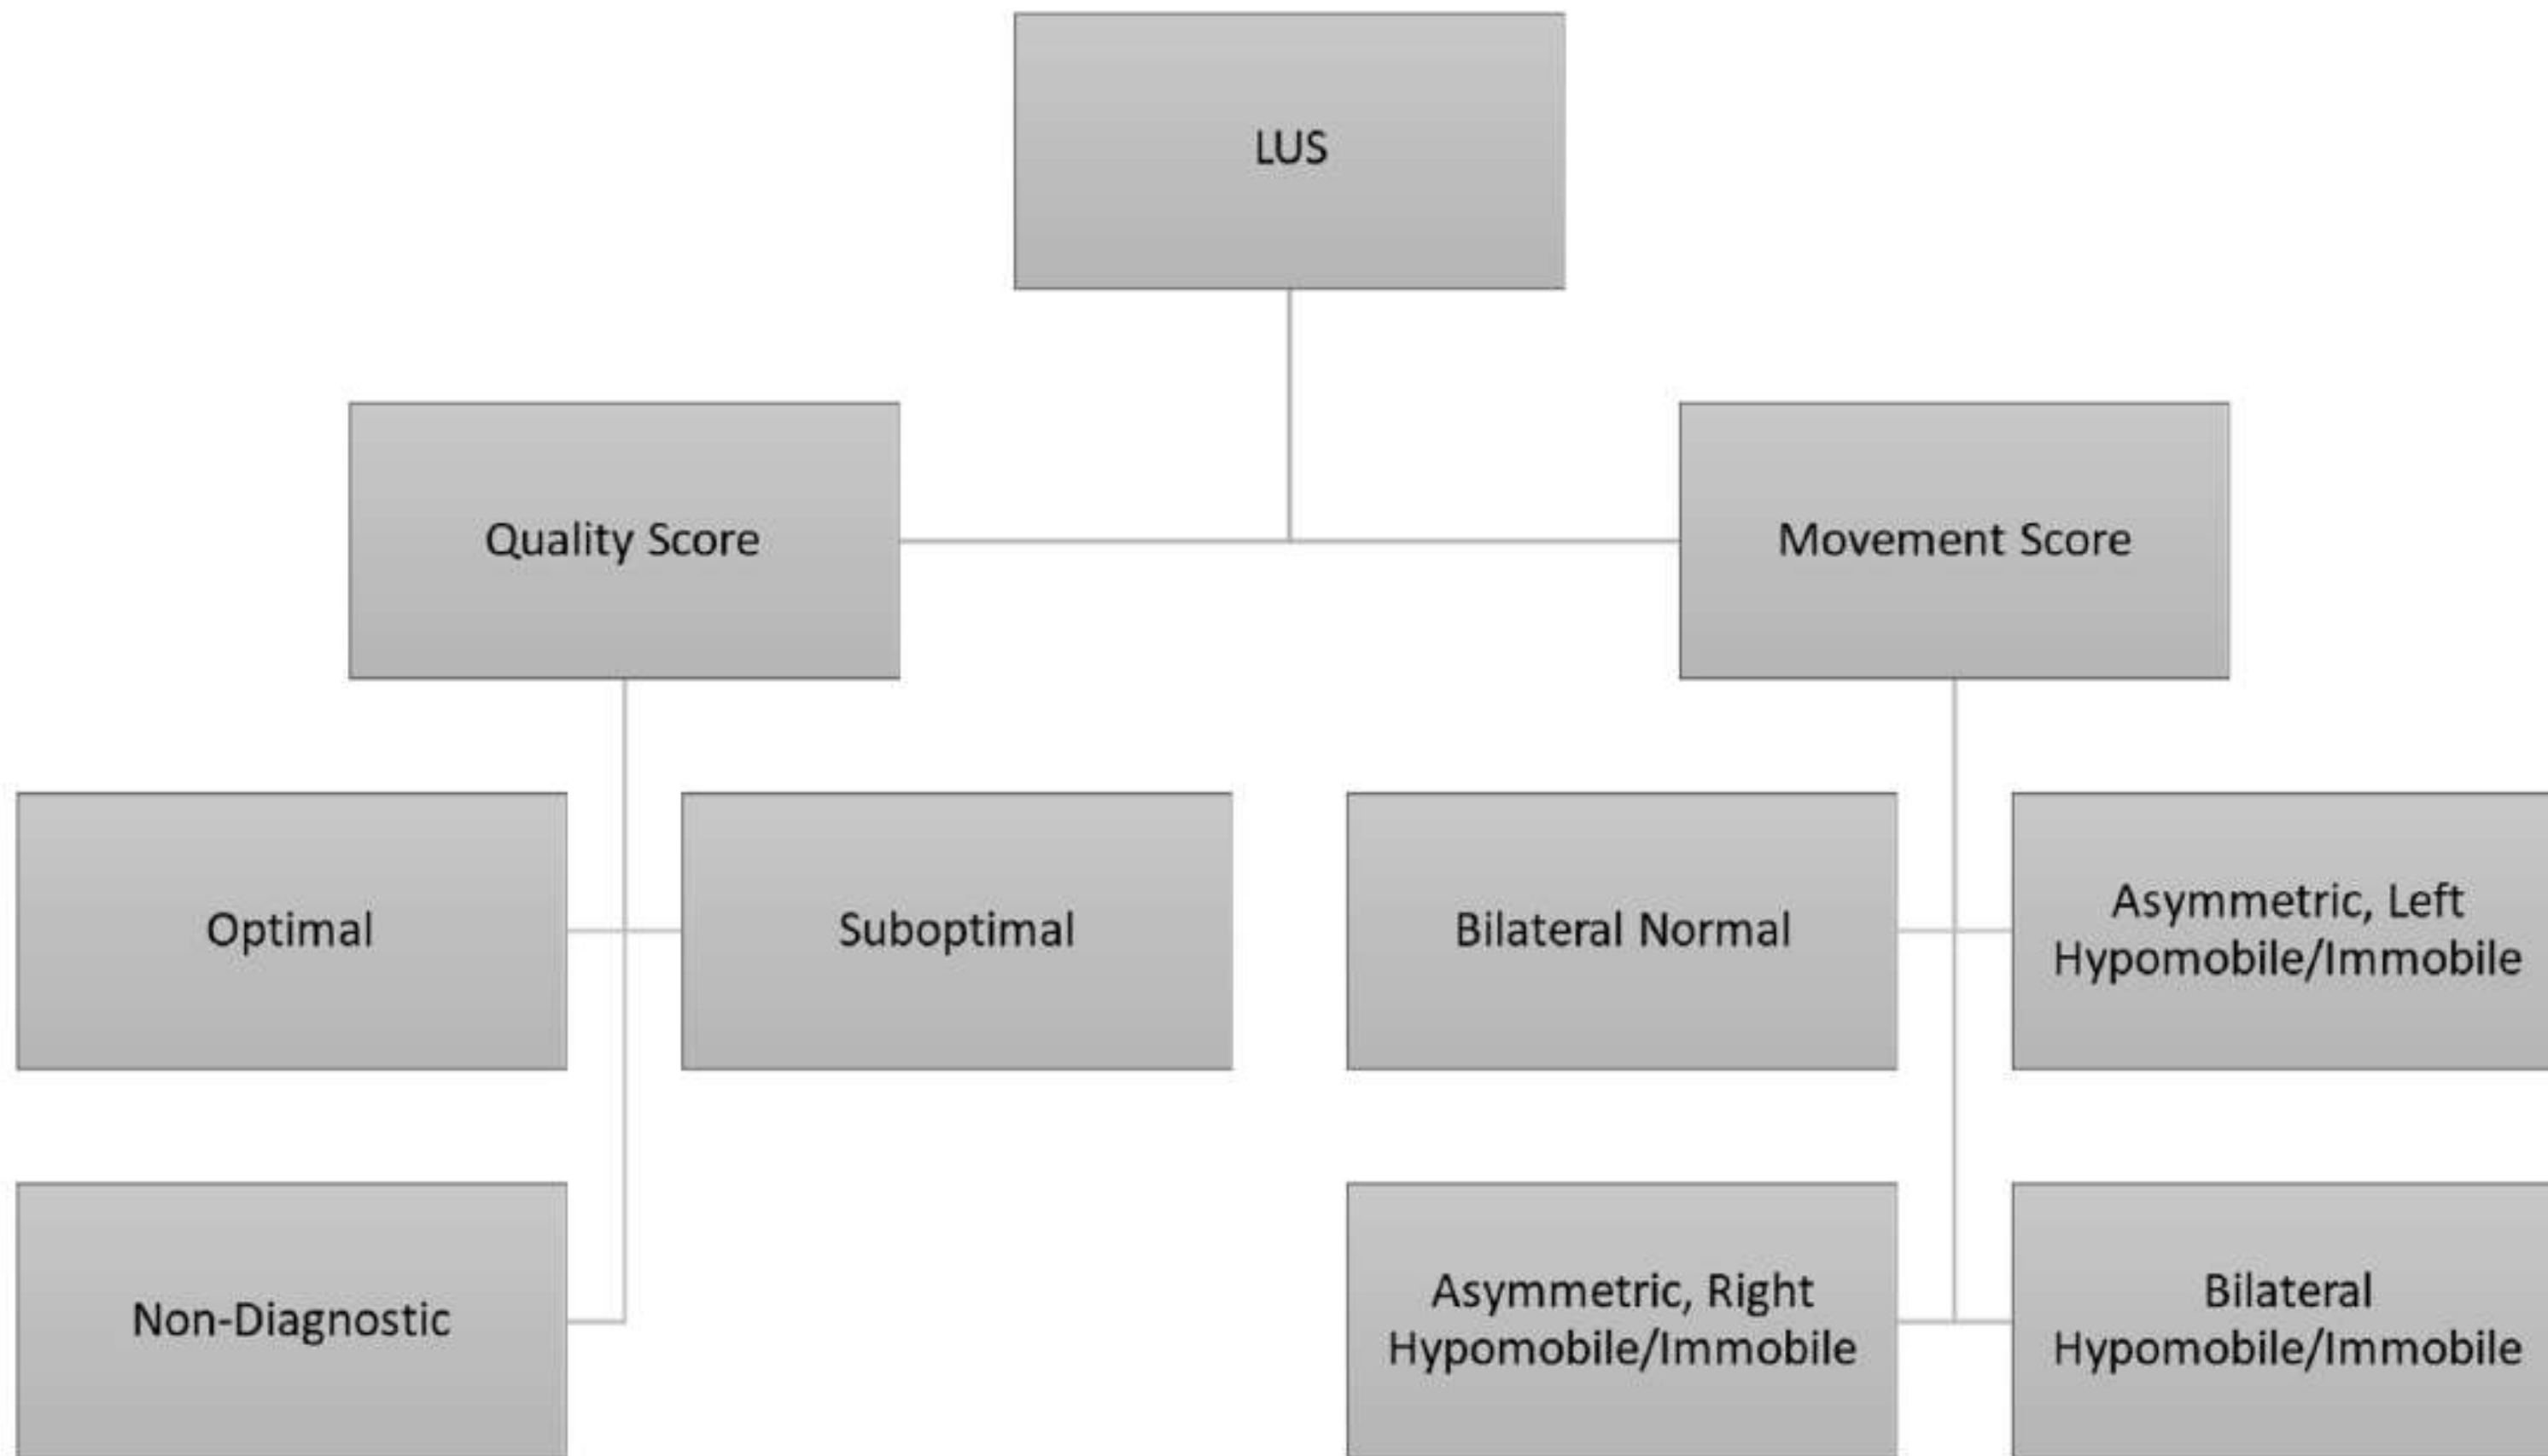 LUS
Quality Score
Movement Score
Optimal
Suboptimal
Bilateral Normal
Asymmetric, Left
Hypomobile/Immobile
Non-Diagnostic
Asymmetric, Right
Hypomobile/Immobile
Bilateral
Hypomobile/Immobile